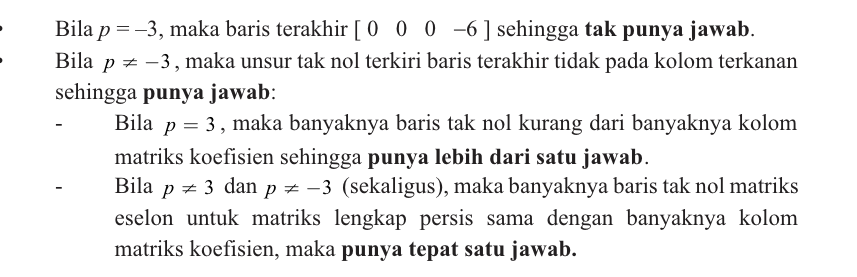 • Bila p = –3, maka baris terakhir [ 0 0 0 –6 ] sehingga tak punya jawab.
• Bila p ≠ −3, maka unsur tak nol terkiri baris terakhir tidak pada kolom terkanan
sehingga punya jawab:
- Bila p = 3, maka banyaknya baris tak nol kurang dari banyaknya kolom
matriks koefisien sehingga punya lebih dari satu jawab.
- Bila p ≠ 3 dan p ≠ −3 (sekaligus), maka banyaknya baris tak nol matriks
eselon untuk matriks lengkap persis sama dengan banyaknya kolom
matriks koefisien, maka punya tepat satu jawab.